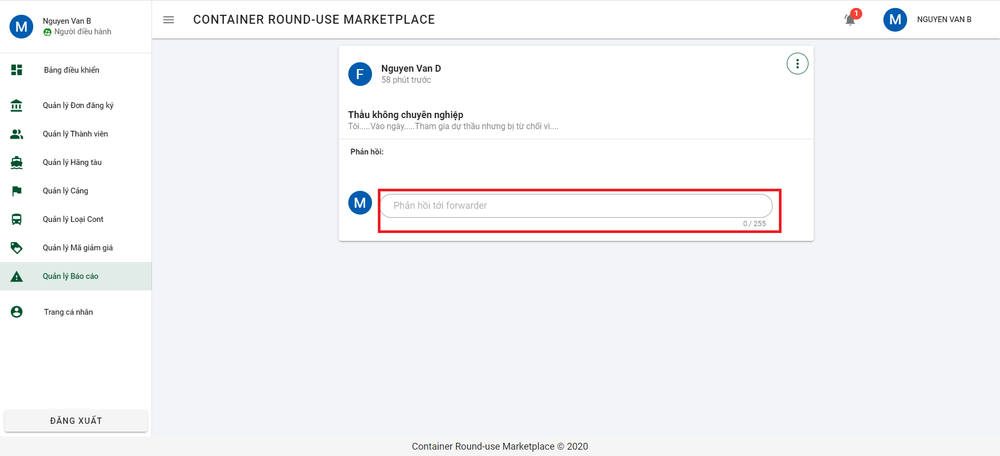 M
Nguyen Van B
Người điều hành
Bảng điều khiển
Quản lý Đơn đăng ký
Quản lý Thành viên
Quản lý Hãng tàu
Quản lý Cảng
Quản lý Loại Cont
Quản lý Mã giảm giá
Quản lý Báo cáo
Trang cá nhân
ĐĂNG XUẤT
CONTAINER ROUND-USE MARKETPLACE
1
M
NGUYEN VAN B
F
Nguyen Van D
58 phút trước
Thầu không chuyên nghiệp
Tôi.....Vào ngày.....Tham gia dự thầu nhưng bị từ chối vì....
Phản hồi:
M
Phản hồi tới forwarder
0 / 255
Container Round-use Marketplace © 2020